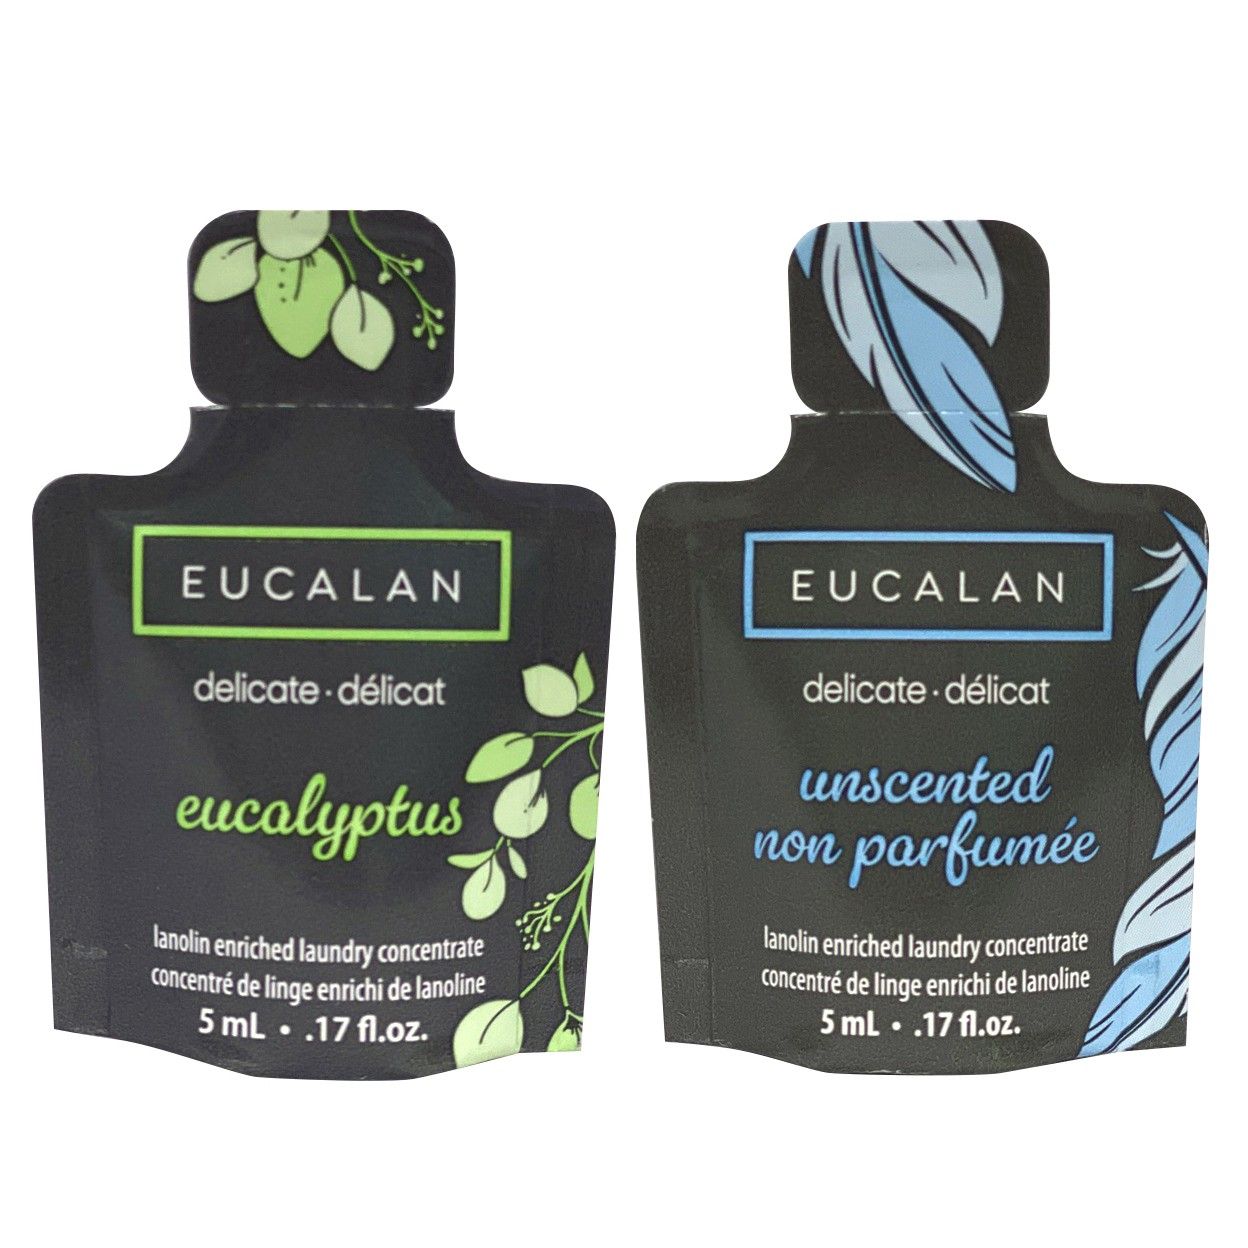 EUCALAN
delicate · délicat
eucalyptus
lanolin enriched laundry concentrate
concentré de linge enrichi de lanoline
5 mL • .17 fl.oz.
EUCALAN
delicate · délicat
unscented
non parfumée
lanolin enriched laundry concentrate
concentré de linge enrichi de lanoline
5 mL • .17 fl.oz.